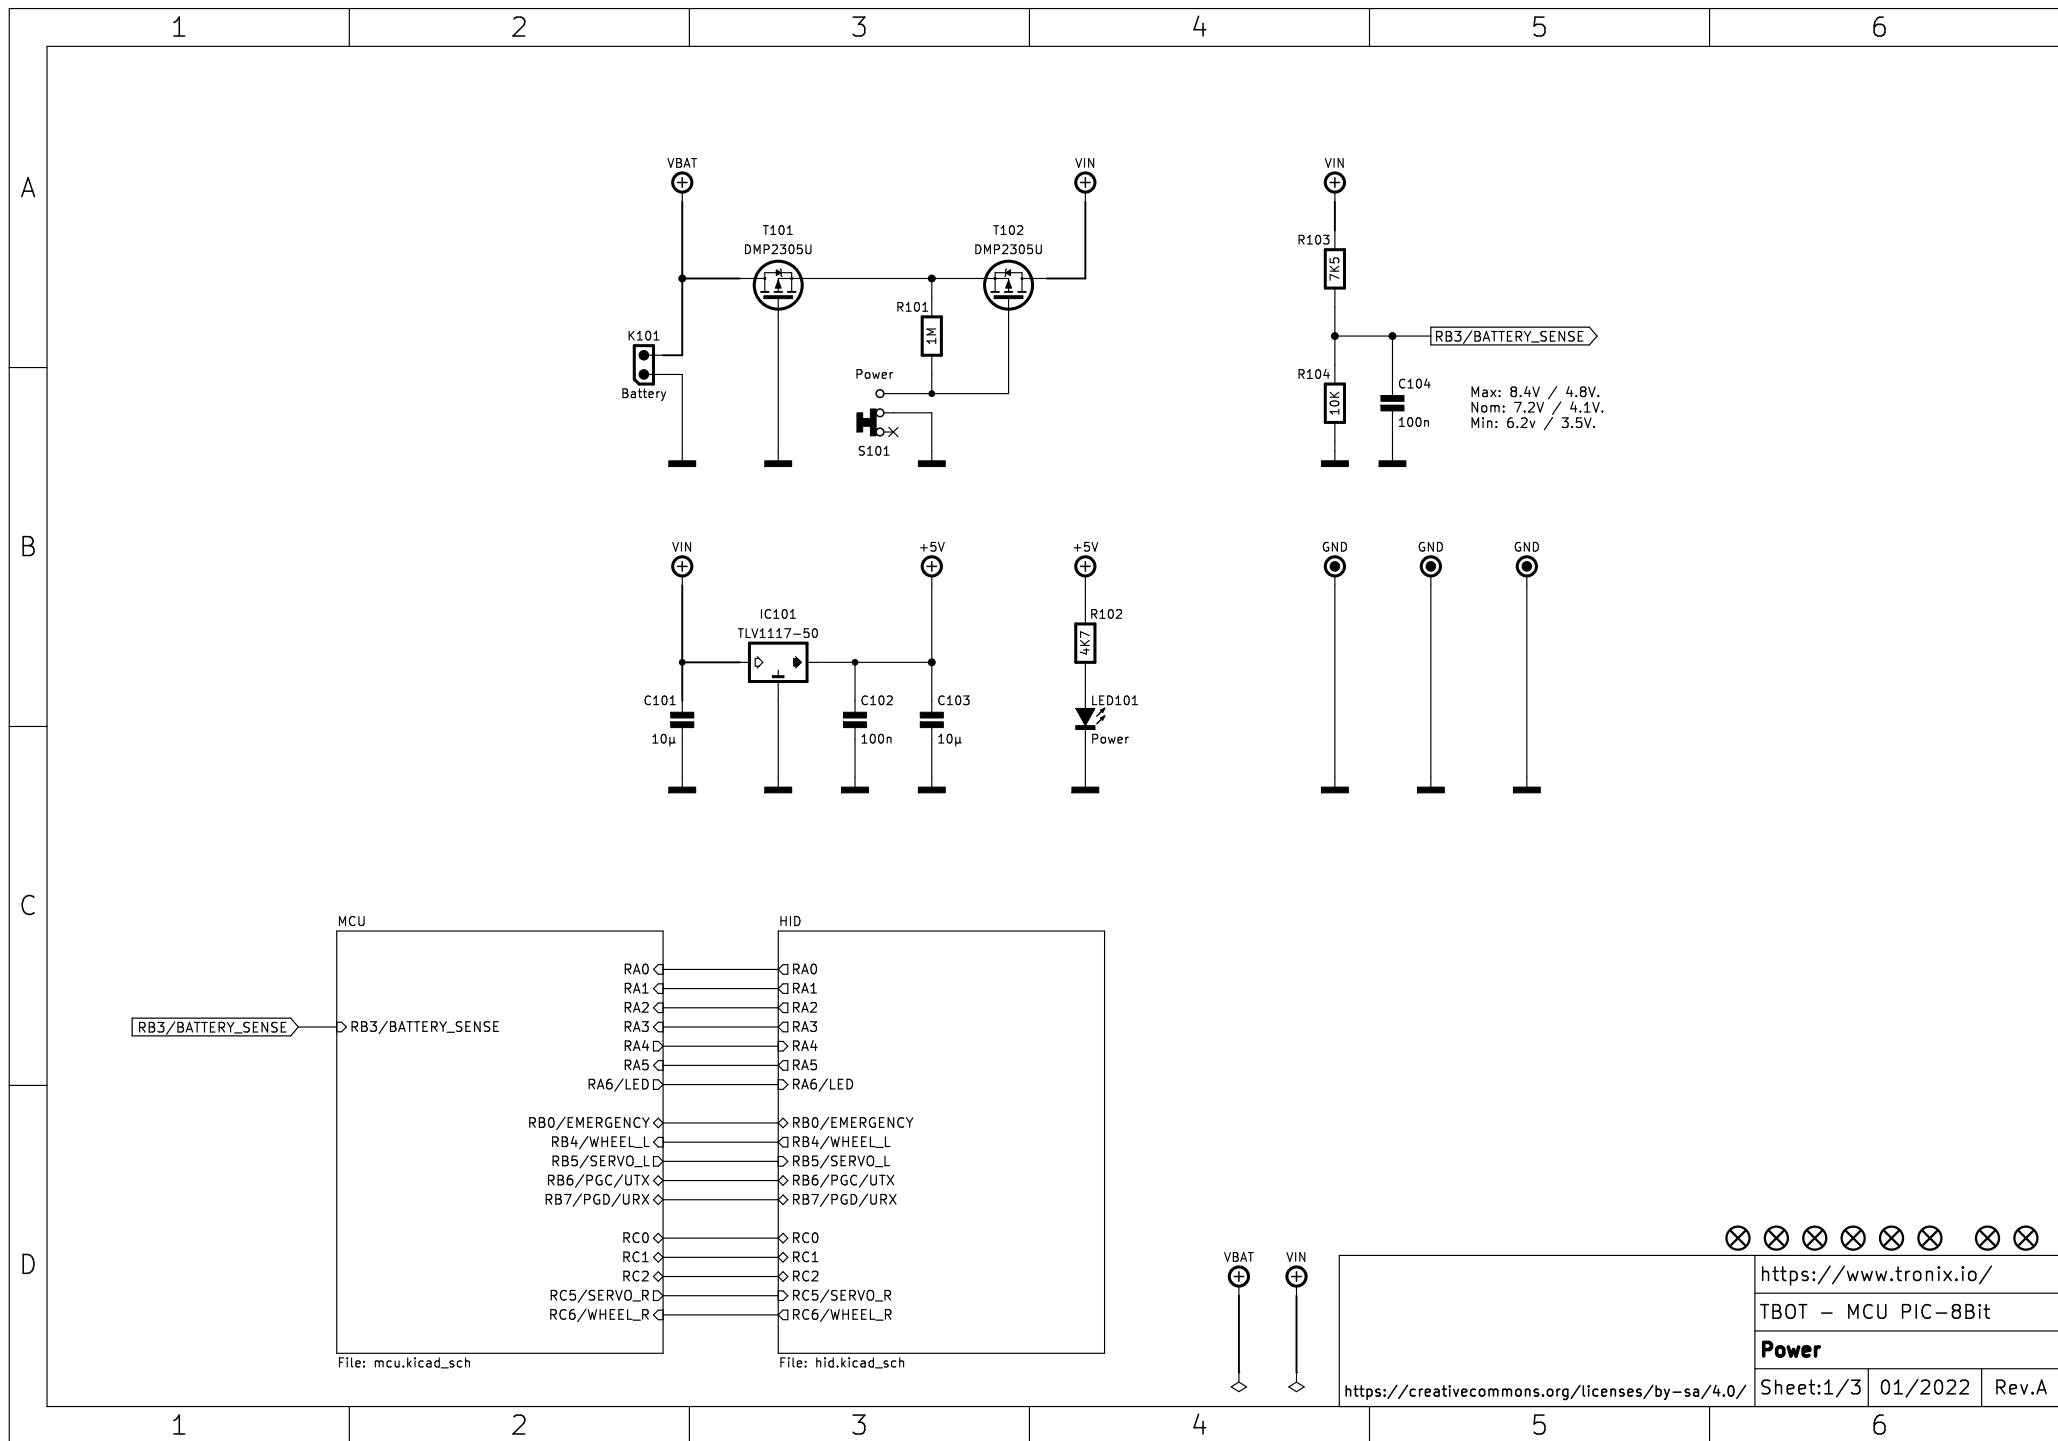 1 2 3 4 5 6
A
VBAT VIN VIN
T101 T102
DMP2305U DMP2305U
R103
7K5
R101
1M
K101
Battery
RB3/BATTERY_SENSE
Power
S101
R104
10K
C104
100n
Max: 8.4V / 4.8V.
Nom: 7.2V / 4.1V.
Min: 6.2v / 3.5V.
B
VIN +5V +5V GND GND GND
IC101
TLV1117-50
R102
4K7
C101
10µ
C102
100n
C103
10µ
LED101
Power
C
MCU HID
RA0 RA0
RA1 RA1
RA2 RA2
RB3/BATTERY_SENSE RB3/BATTERY_SENSE RA3 RA3
RA4 RA4
RA5 RA5
RA6/LED RA6/LED
RB0/EMERGENCY RB0/EMERGENCY
RB4/WHEEL_L RB4/WHEEL_L
RB5/SERVO_L RB5/SERVO_L
RB6/PGC/UTX RB6/PGC/UTX
RB7/PGD/URX RB7/PGD/URX
RC0 RC0
RC1 RC1
RC2 RC2
RC5/SERVO_R RC5/SERVO_R
RC6/WHEEL_R RC6/WHEEL_R
File: mcu.kicad_sch File: hid.kicad_sch
D
VBAT VIN
https://www.tronix.io/
TBOT - MCU PIC-8Bit
Power
https://creativecommons.org/licenses/by-sa/4.0/ Sheet:1/3 01/2022 Rev.A
1 2 3 4 5 6